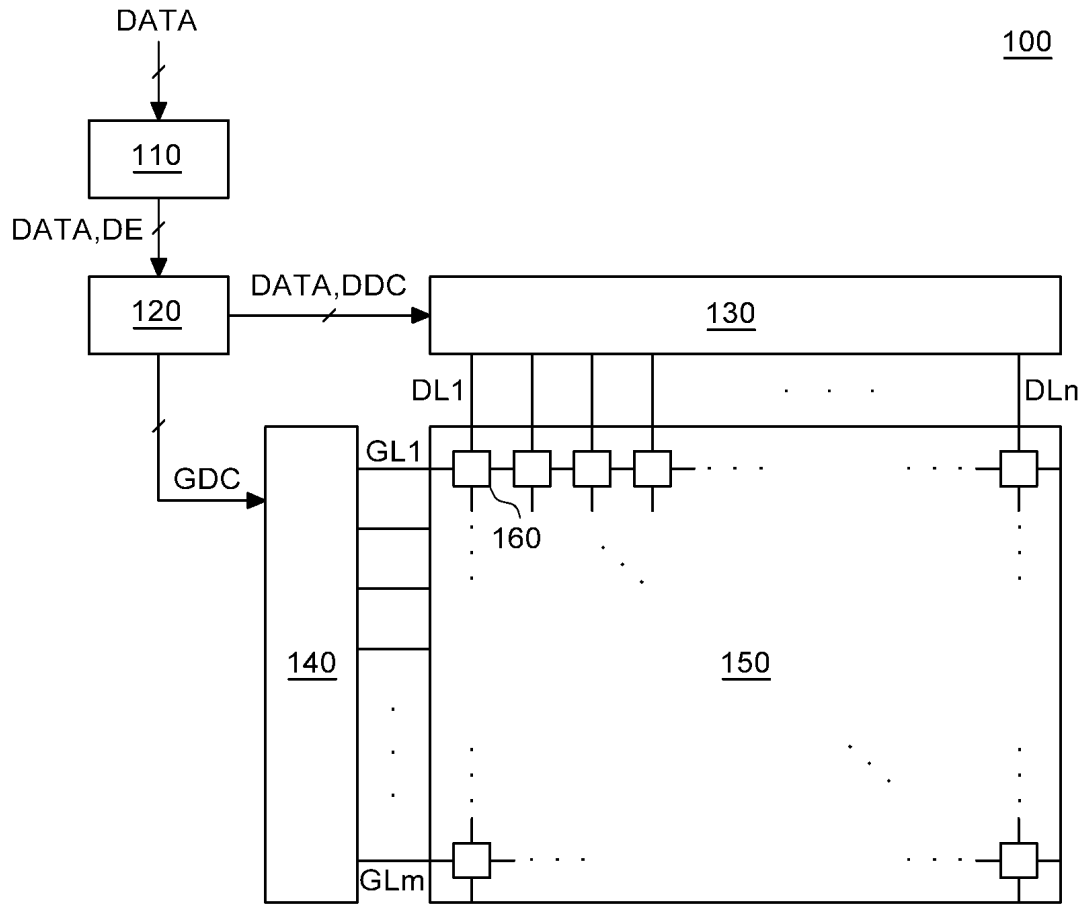 DATA
100
110
DATA,DE
120
DATA,DDC
130
DL1
DLn
GDC
GL1
160
140
150
GLm